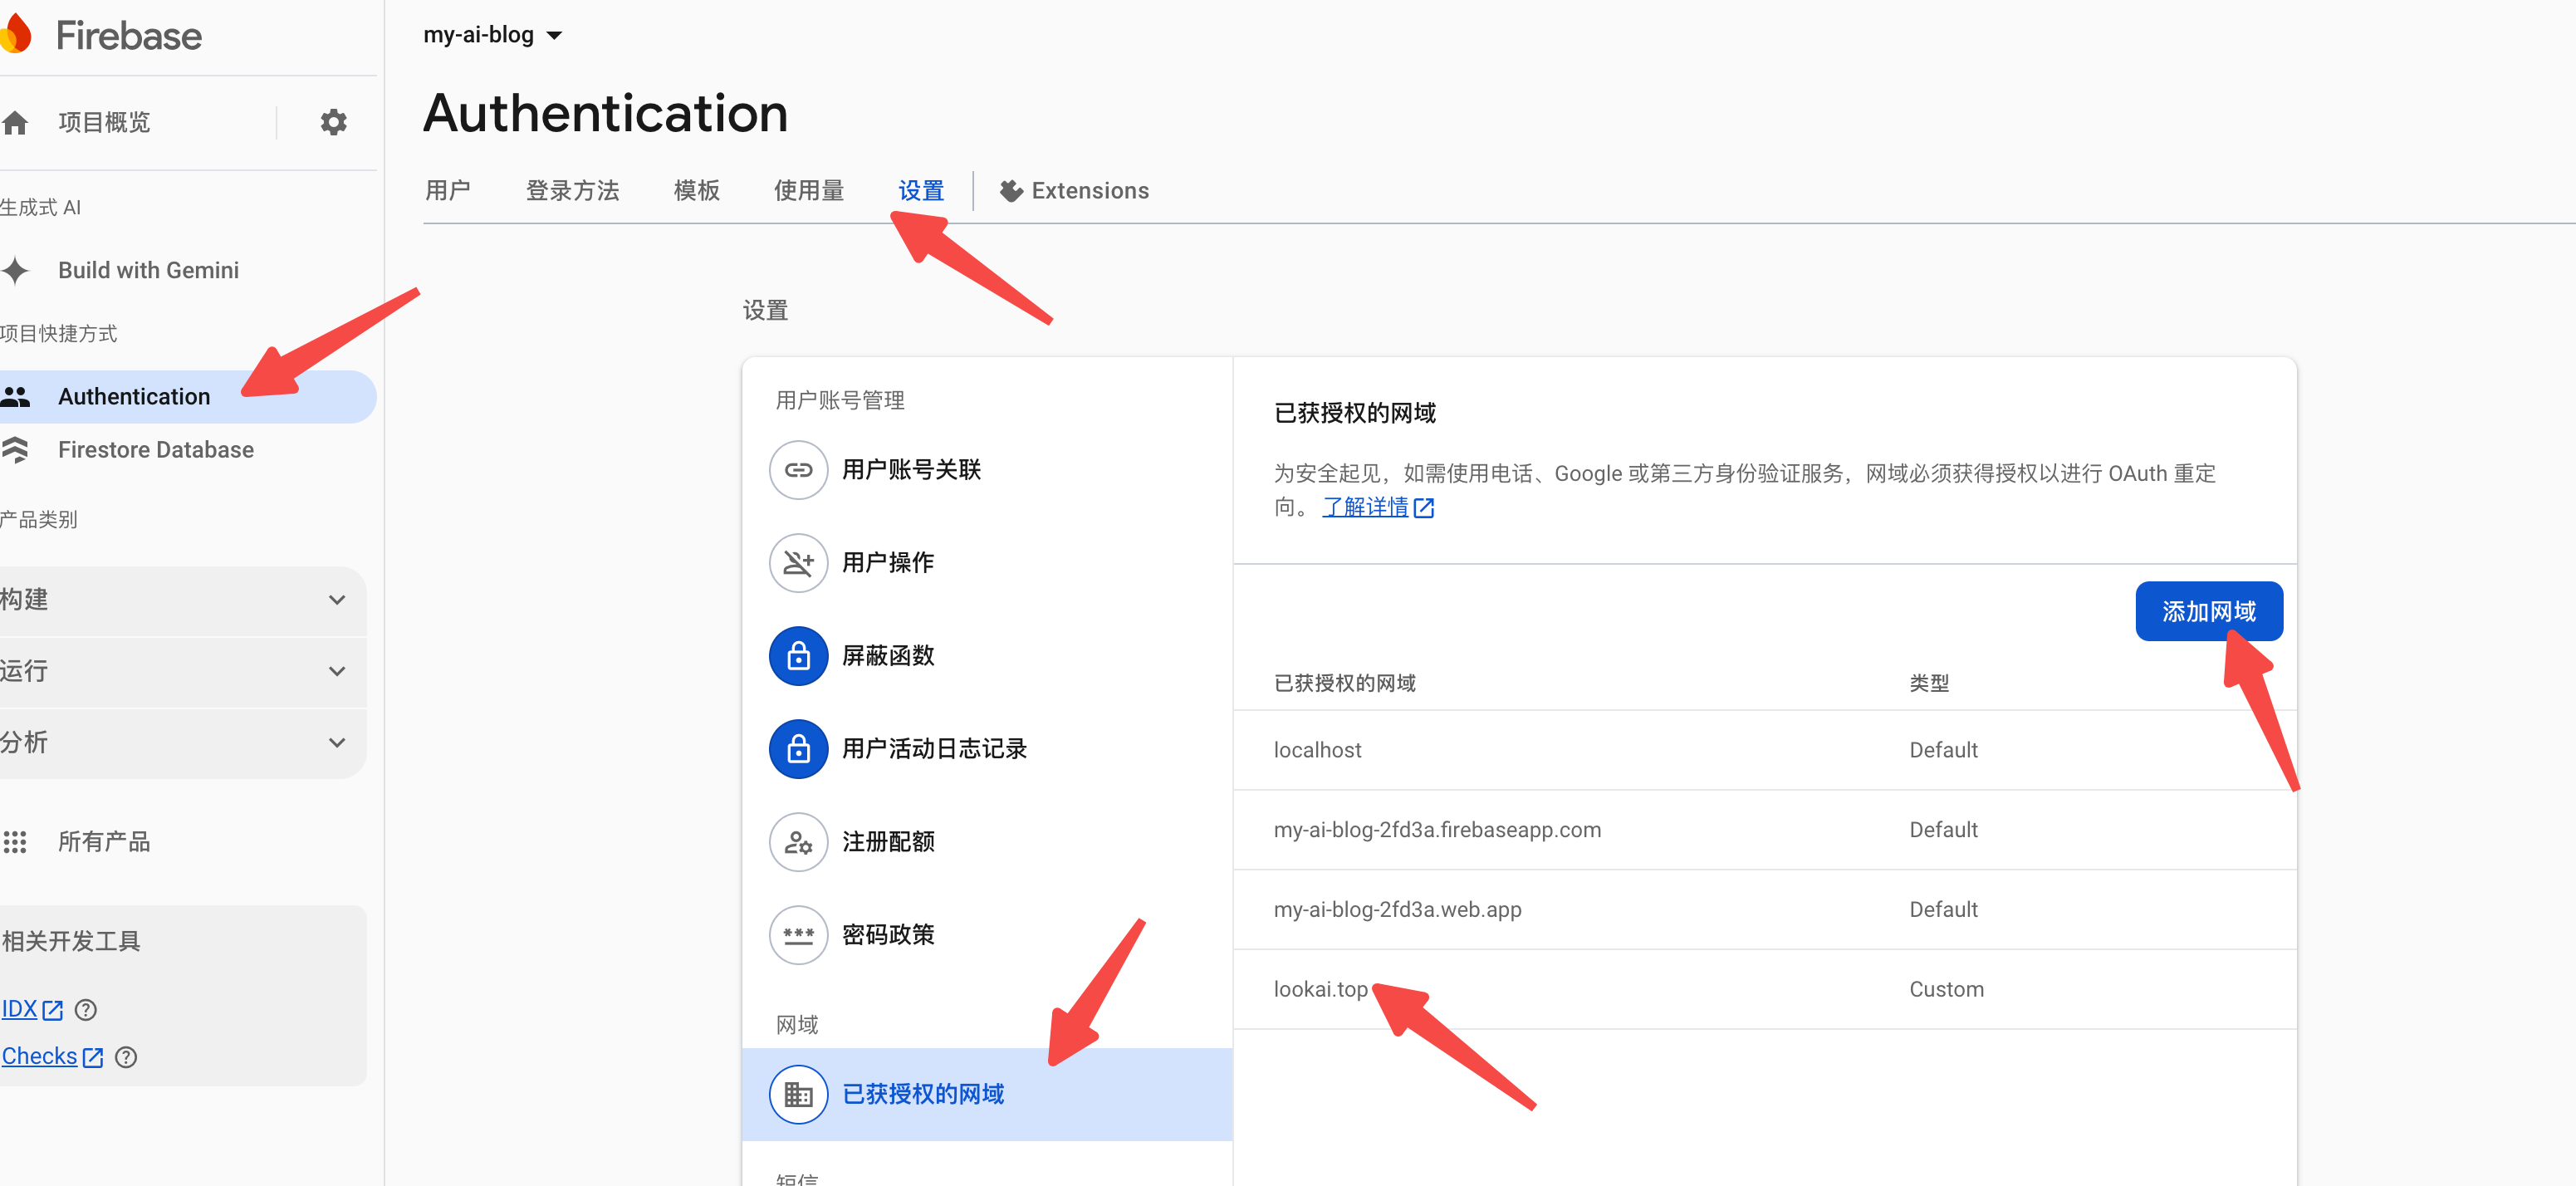 Firebase
项目概览
生成式 AI
Build with Gemini
项目快捷方式
Authentication
Firestore Database
产品类别
构建
运行
分析
所有产品
相关开发工具
IDX
Checks
my-ai-blog
Authentication
用户
登录方法
模板
使用量
设置
Extensions
设置
用户账号管理
用户账号关联
用户操作
屏蔽函数
用户活动日志记录
注册配额
密码政策
网域
已获授权的网域
短信
已获授权的网域
为安全起见，如需使用电话、Google 或第三方身份验证服务，网域必须获得授权以进行 OAuth 重定
向。 了解详情
添加网域
已获授权的网域 类型
localhost Default
my-ai-blog-2fd3a.firebaseapp.com Default
my-ai-blog-2fd3a.web.app Default
lookai.top Custom